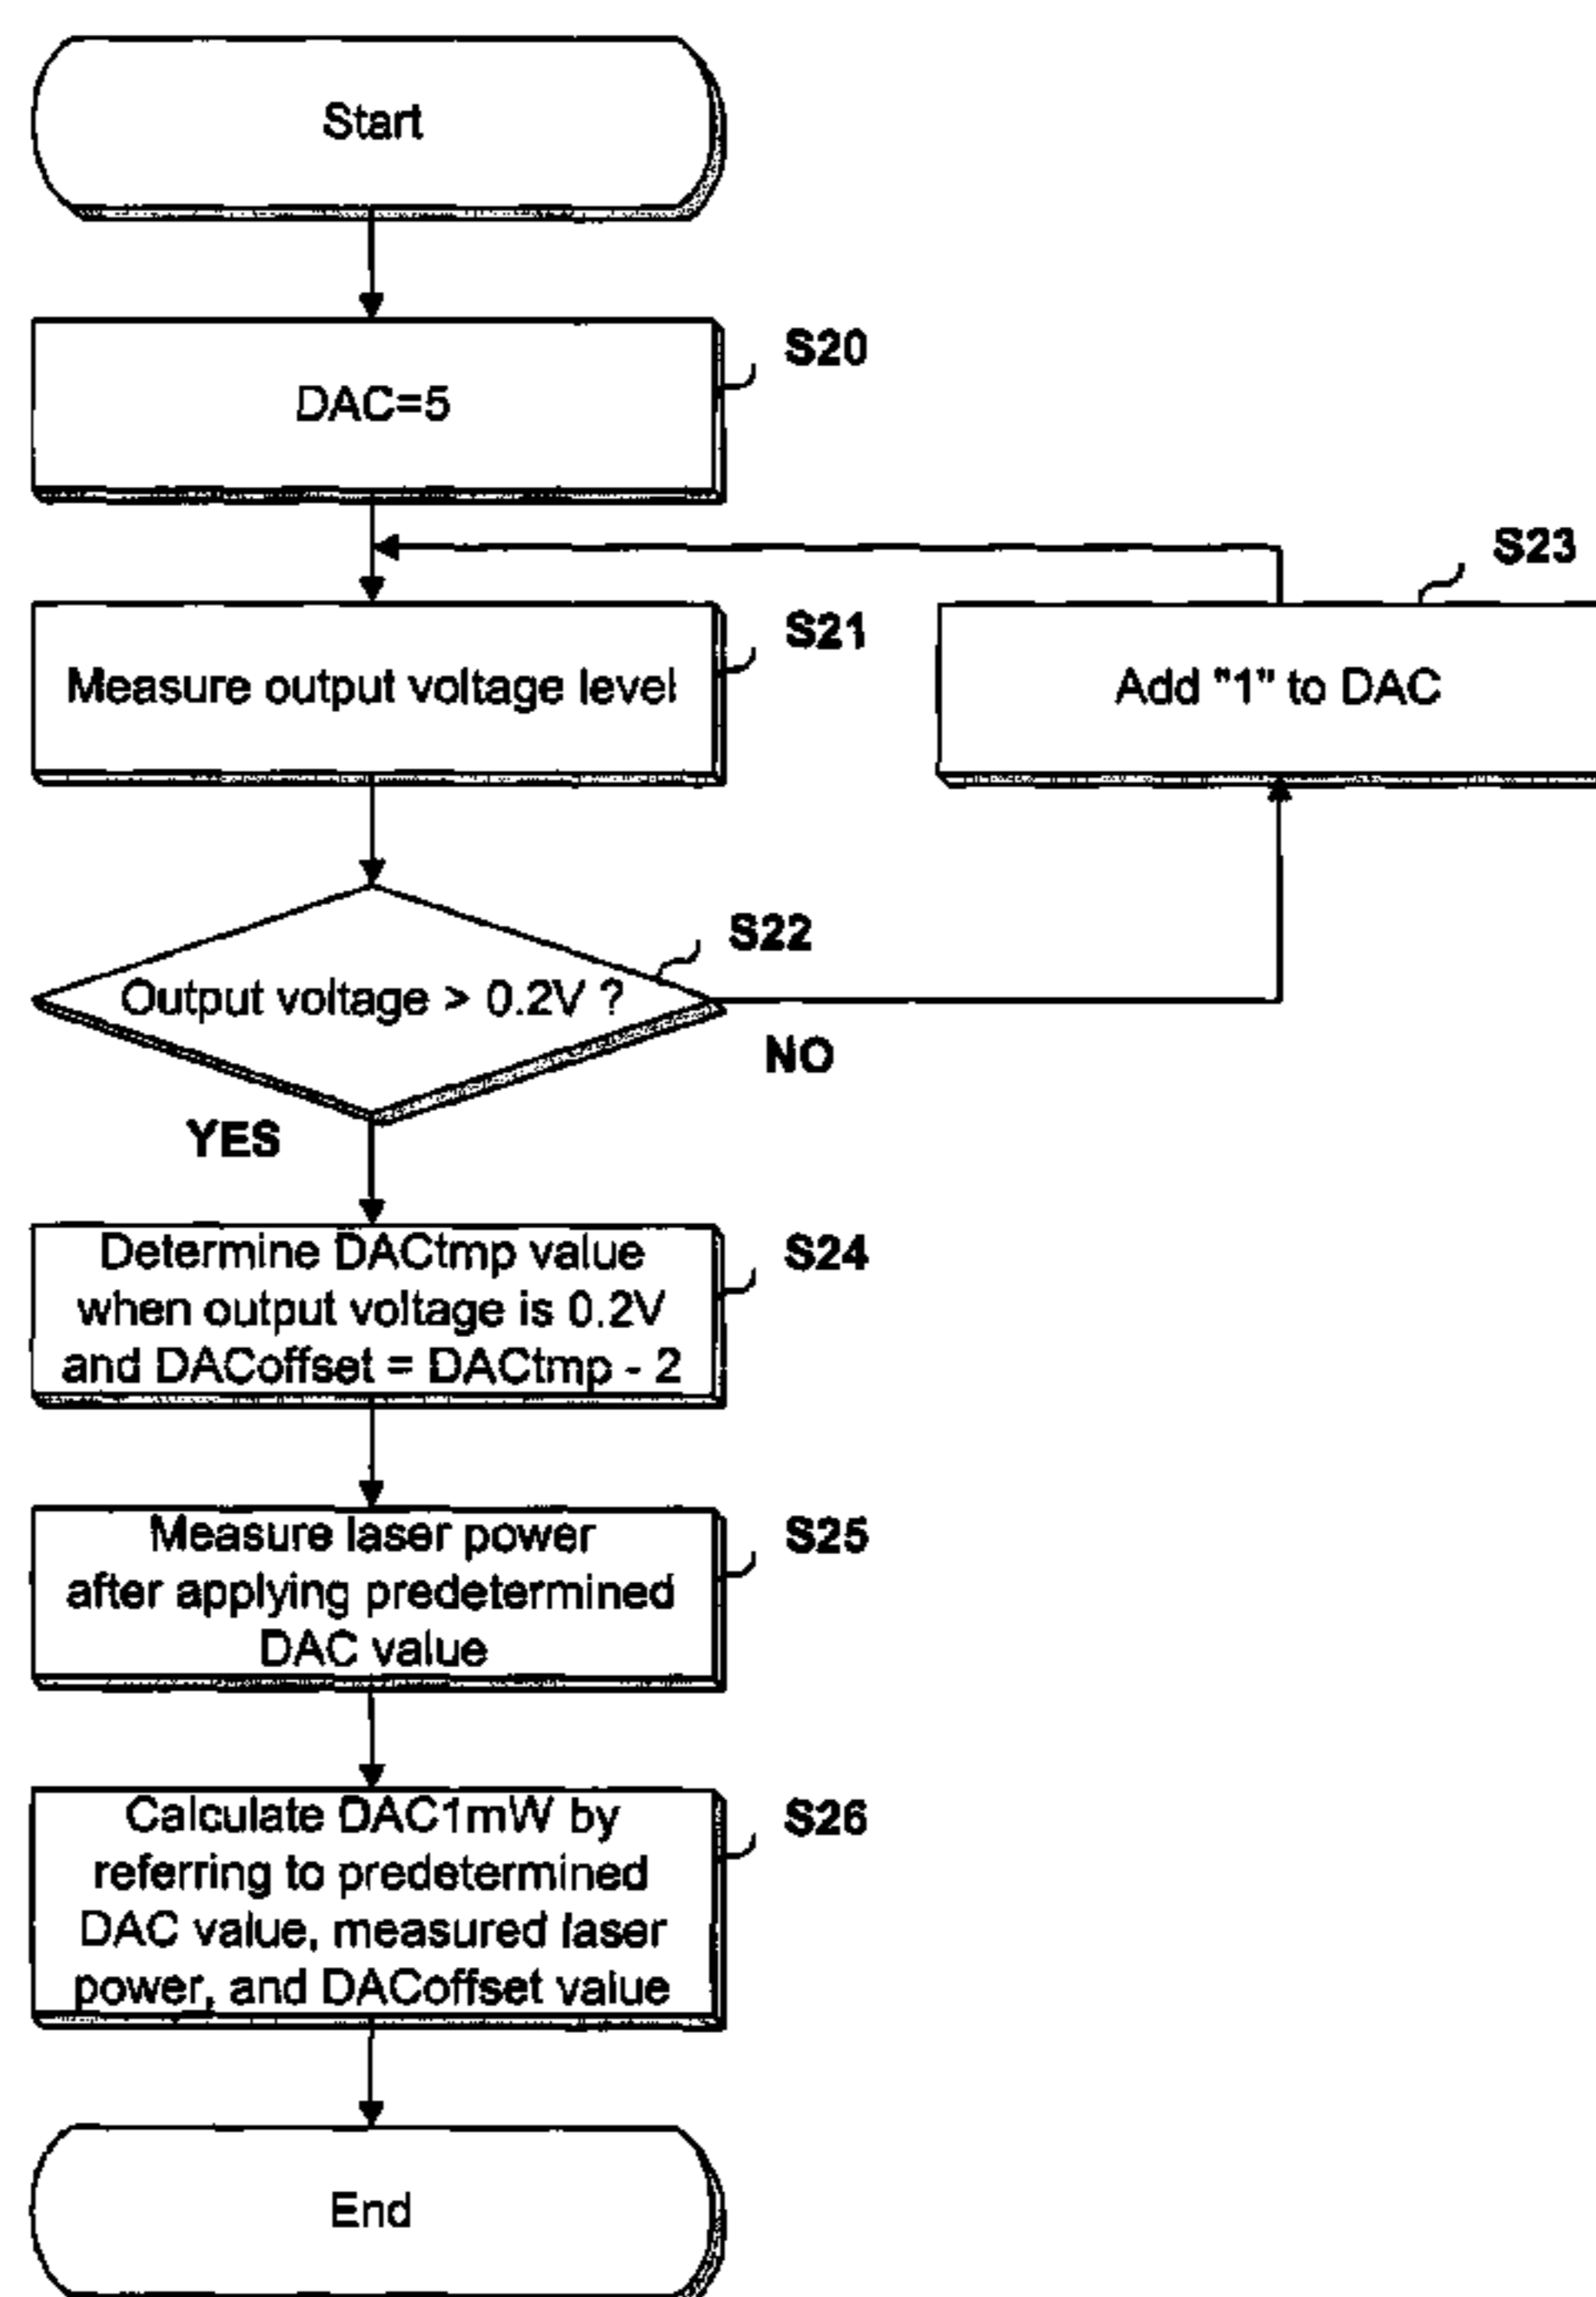 Start
DAC=5
S20
Measure output voltage level
S21
Add "1" to DAC
S23
Output voltage > 0.2V ?
S22
NO
YES
Determine DACtmp value
when output voltage is 0.2V
and DACoffset = DACtmp - 2
S24
Measure laser power
after applying predetermined
DAC value
S25
Calculate DAC1mW by
referring to predetermined
DAC value, measured laser
power, and DACoffset value
S26
End